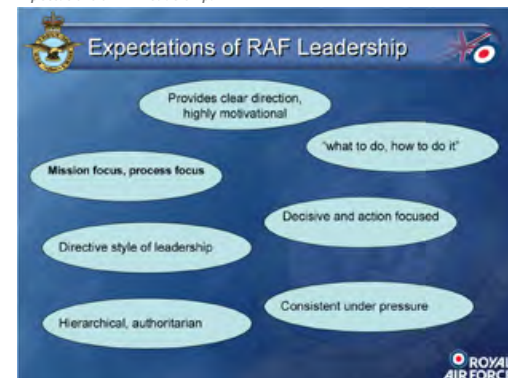 Expectations of RAF Leadership
Provides clear direction,
highly motivational
"what to do, how to do it"
Mission focus, process focus
Decisive and action focused
Directive style of leadership
Consistent under pressure
Hierarchical, authoritarian
ROYAL
AIR FORCE